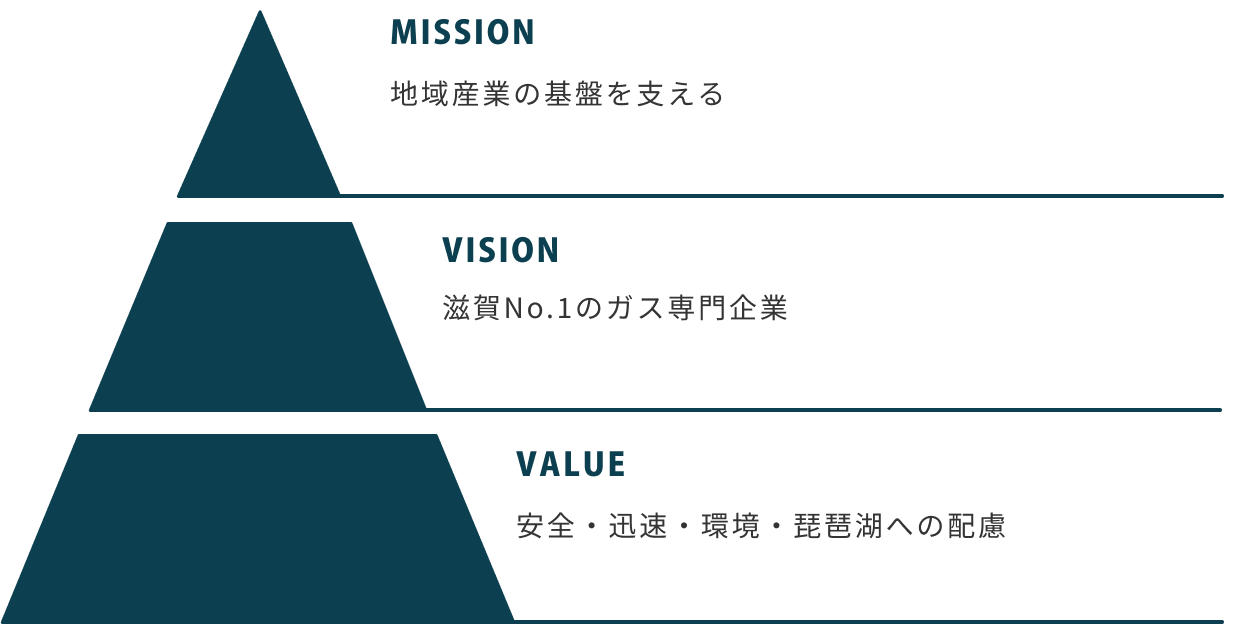 MISSION
地域産業の基盤を支える
VISION
滋賀No.1のガス専門企業
VALUE
安全・迅速・環境・琵琶湖への配慮